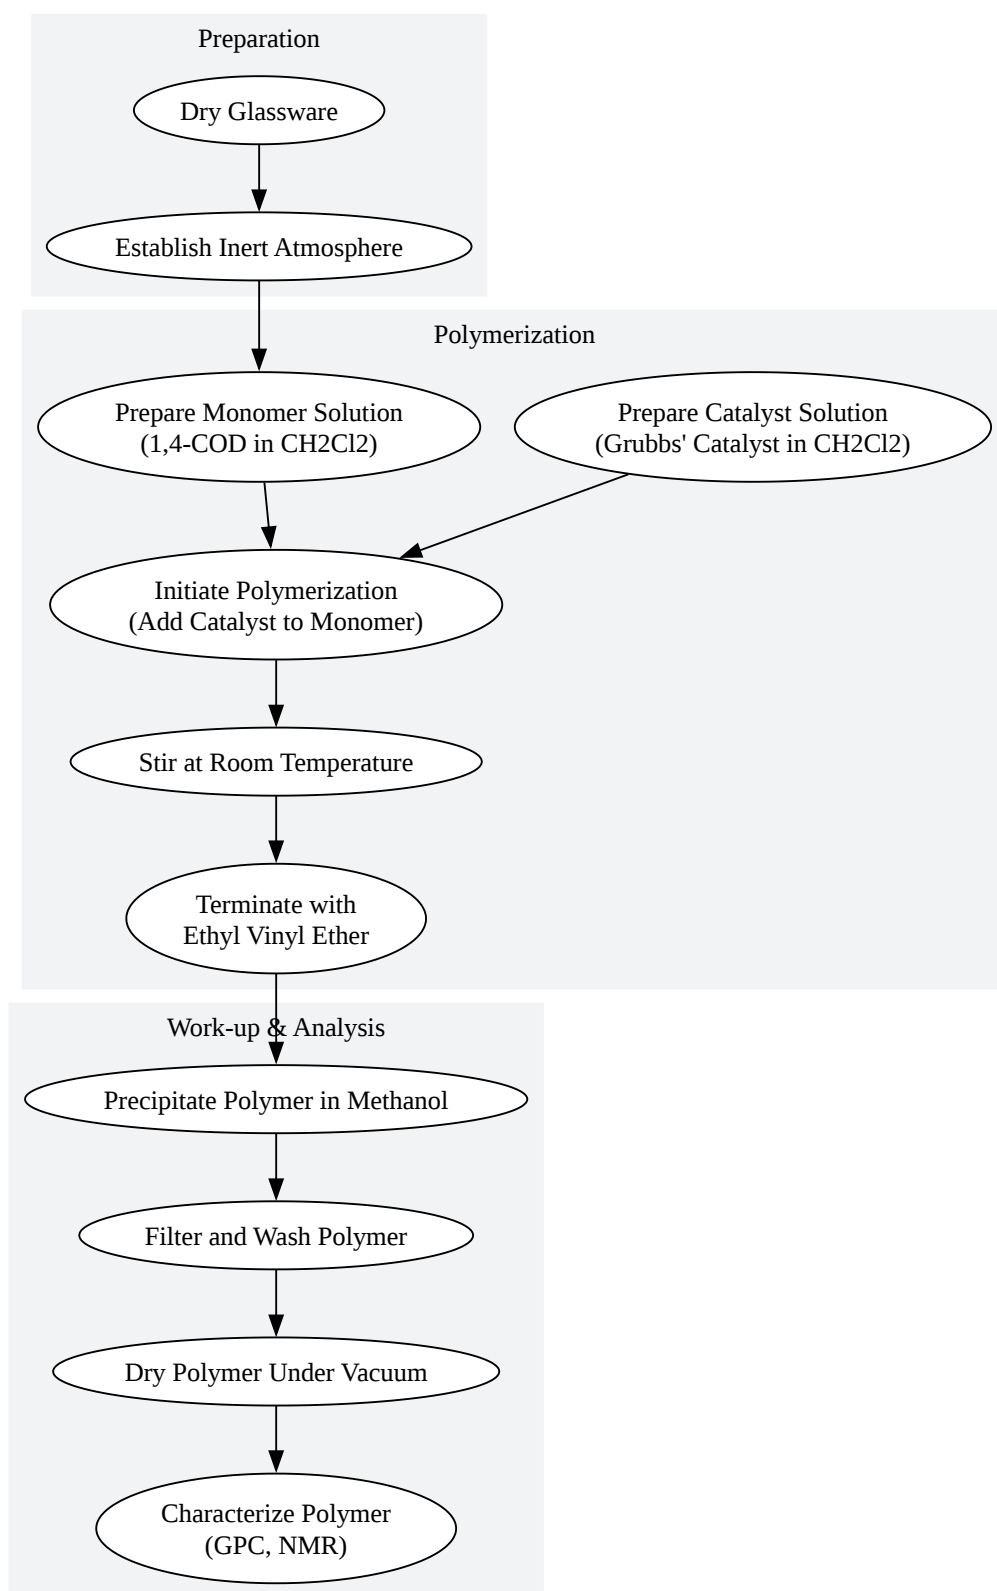 Preparation
Dry Glassware
Establish Inert Atmosphere
Polymerization
Prepare Monomer Solution
(1,4-COD in CH2Cl2)
Prepare Catalyst Solution
(Grubbs' Catalyst in CH2Cl2)
Initiate Polymerization
(Add Catalyst to Monomer)
Stir at Room Temperature
Terminate with
Ethyl Vinyl Ether
Work-up & Analysis
Precipitate Polymer in Methanol
Filter and Wash Polymer
Dry Polymer Under Vacuum
Characterize Polymer
(GPC, NMR)